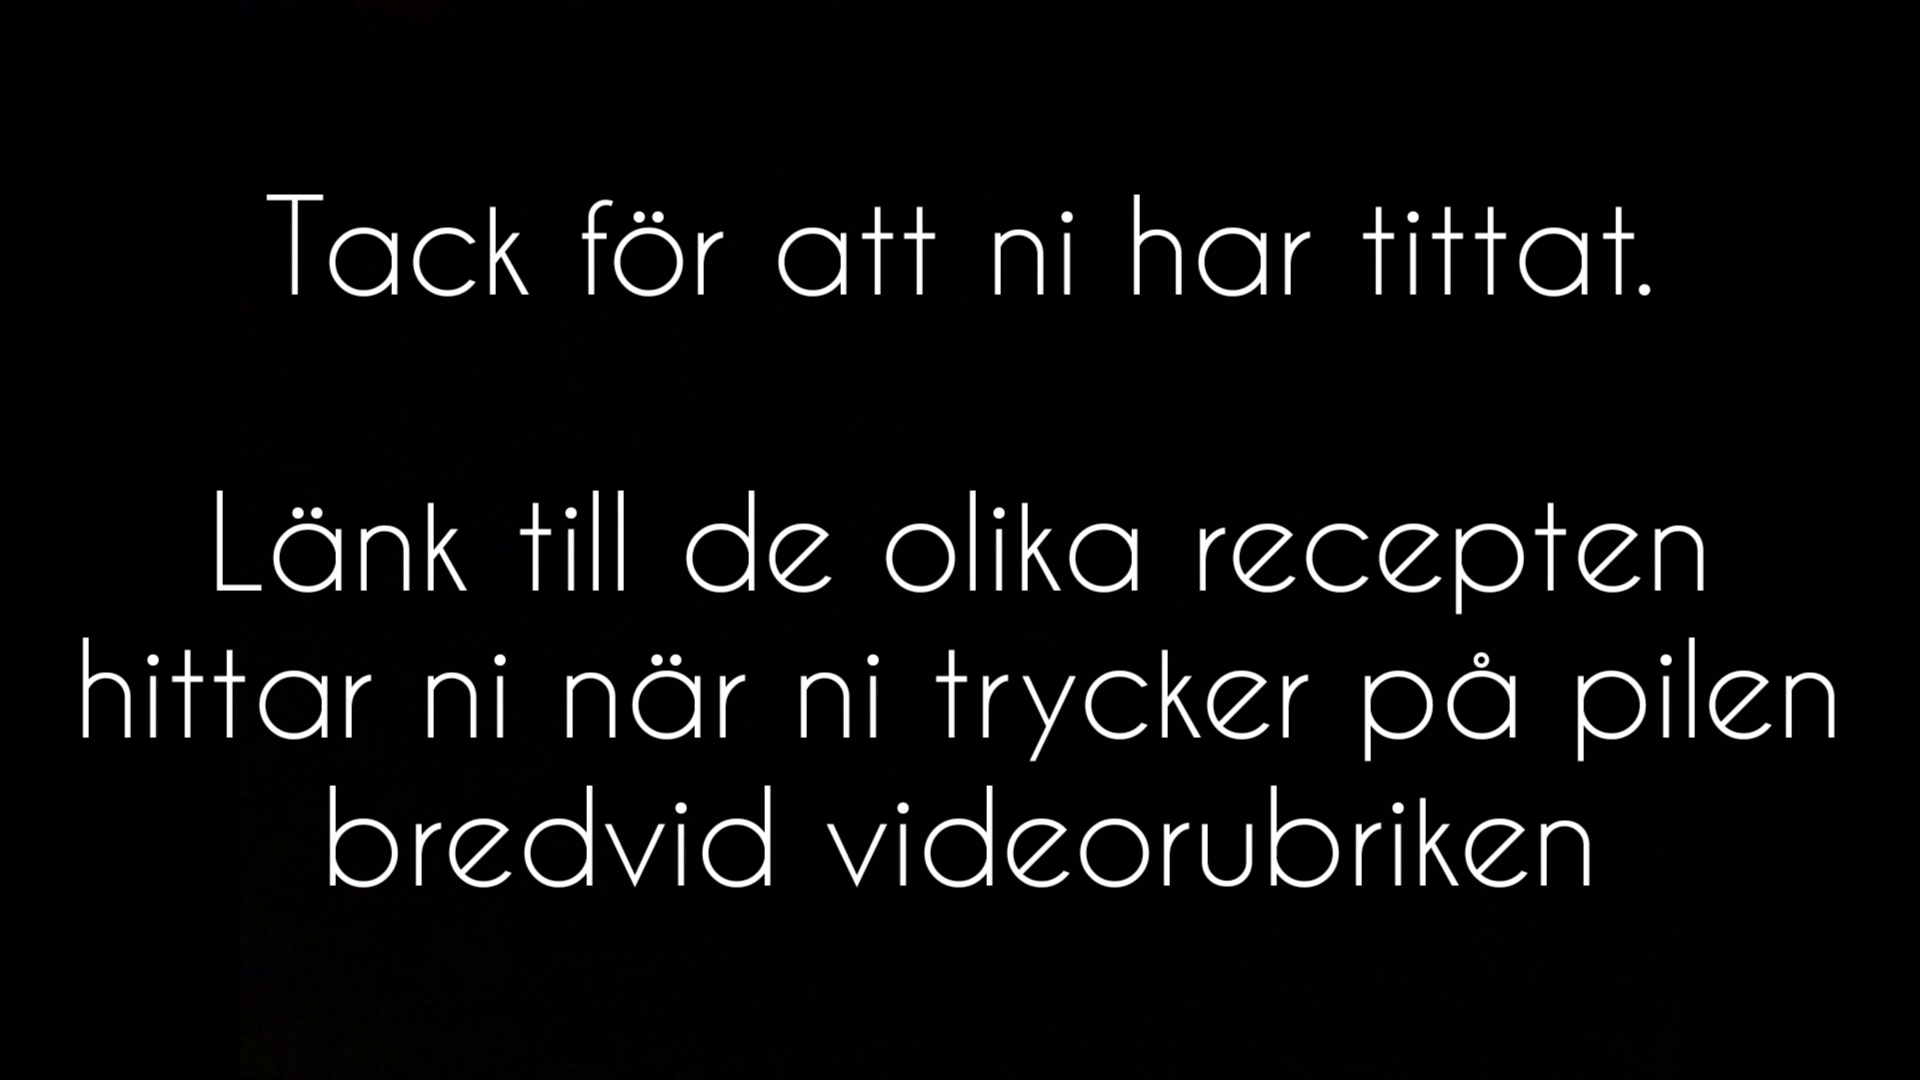 Tack för att ni har tittat.
Länk till de olika recepten
hittar ni när ni trycker på pilen
bredvid videorubriken